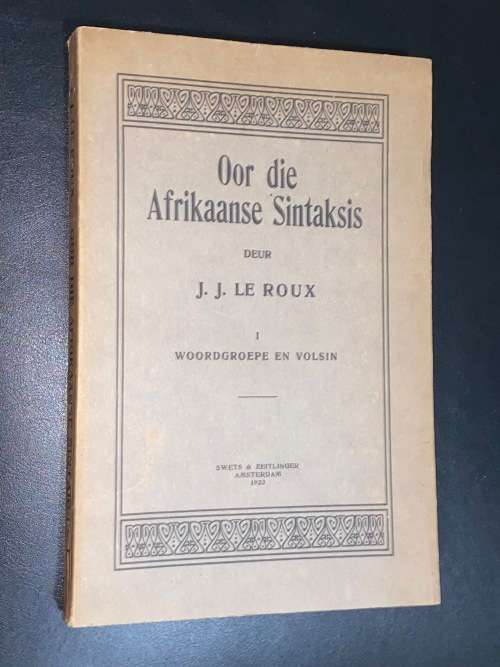 Oor die
Afrikaanse Sintaksis
DEUR
J. J. LE ROUX
I
WOORDGROEPE EN VOLSIN
SWETS & ZEITLINGER
AMSTERDAM
1923